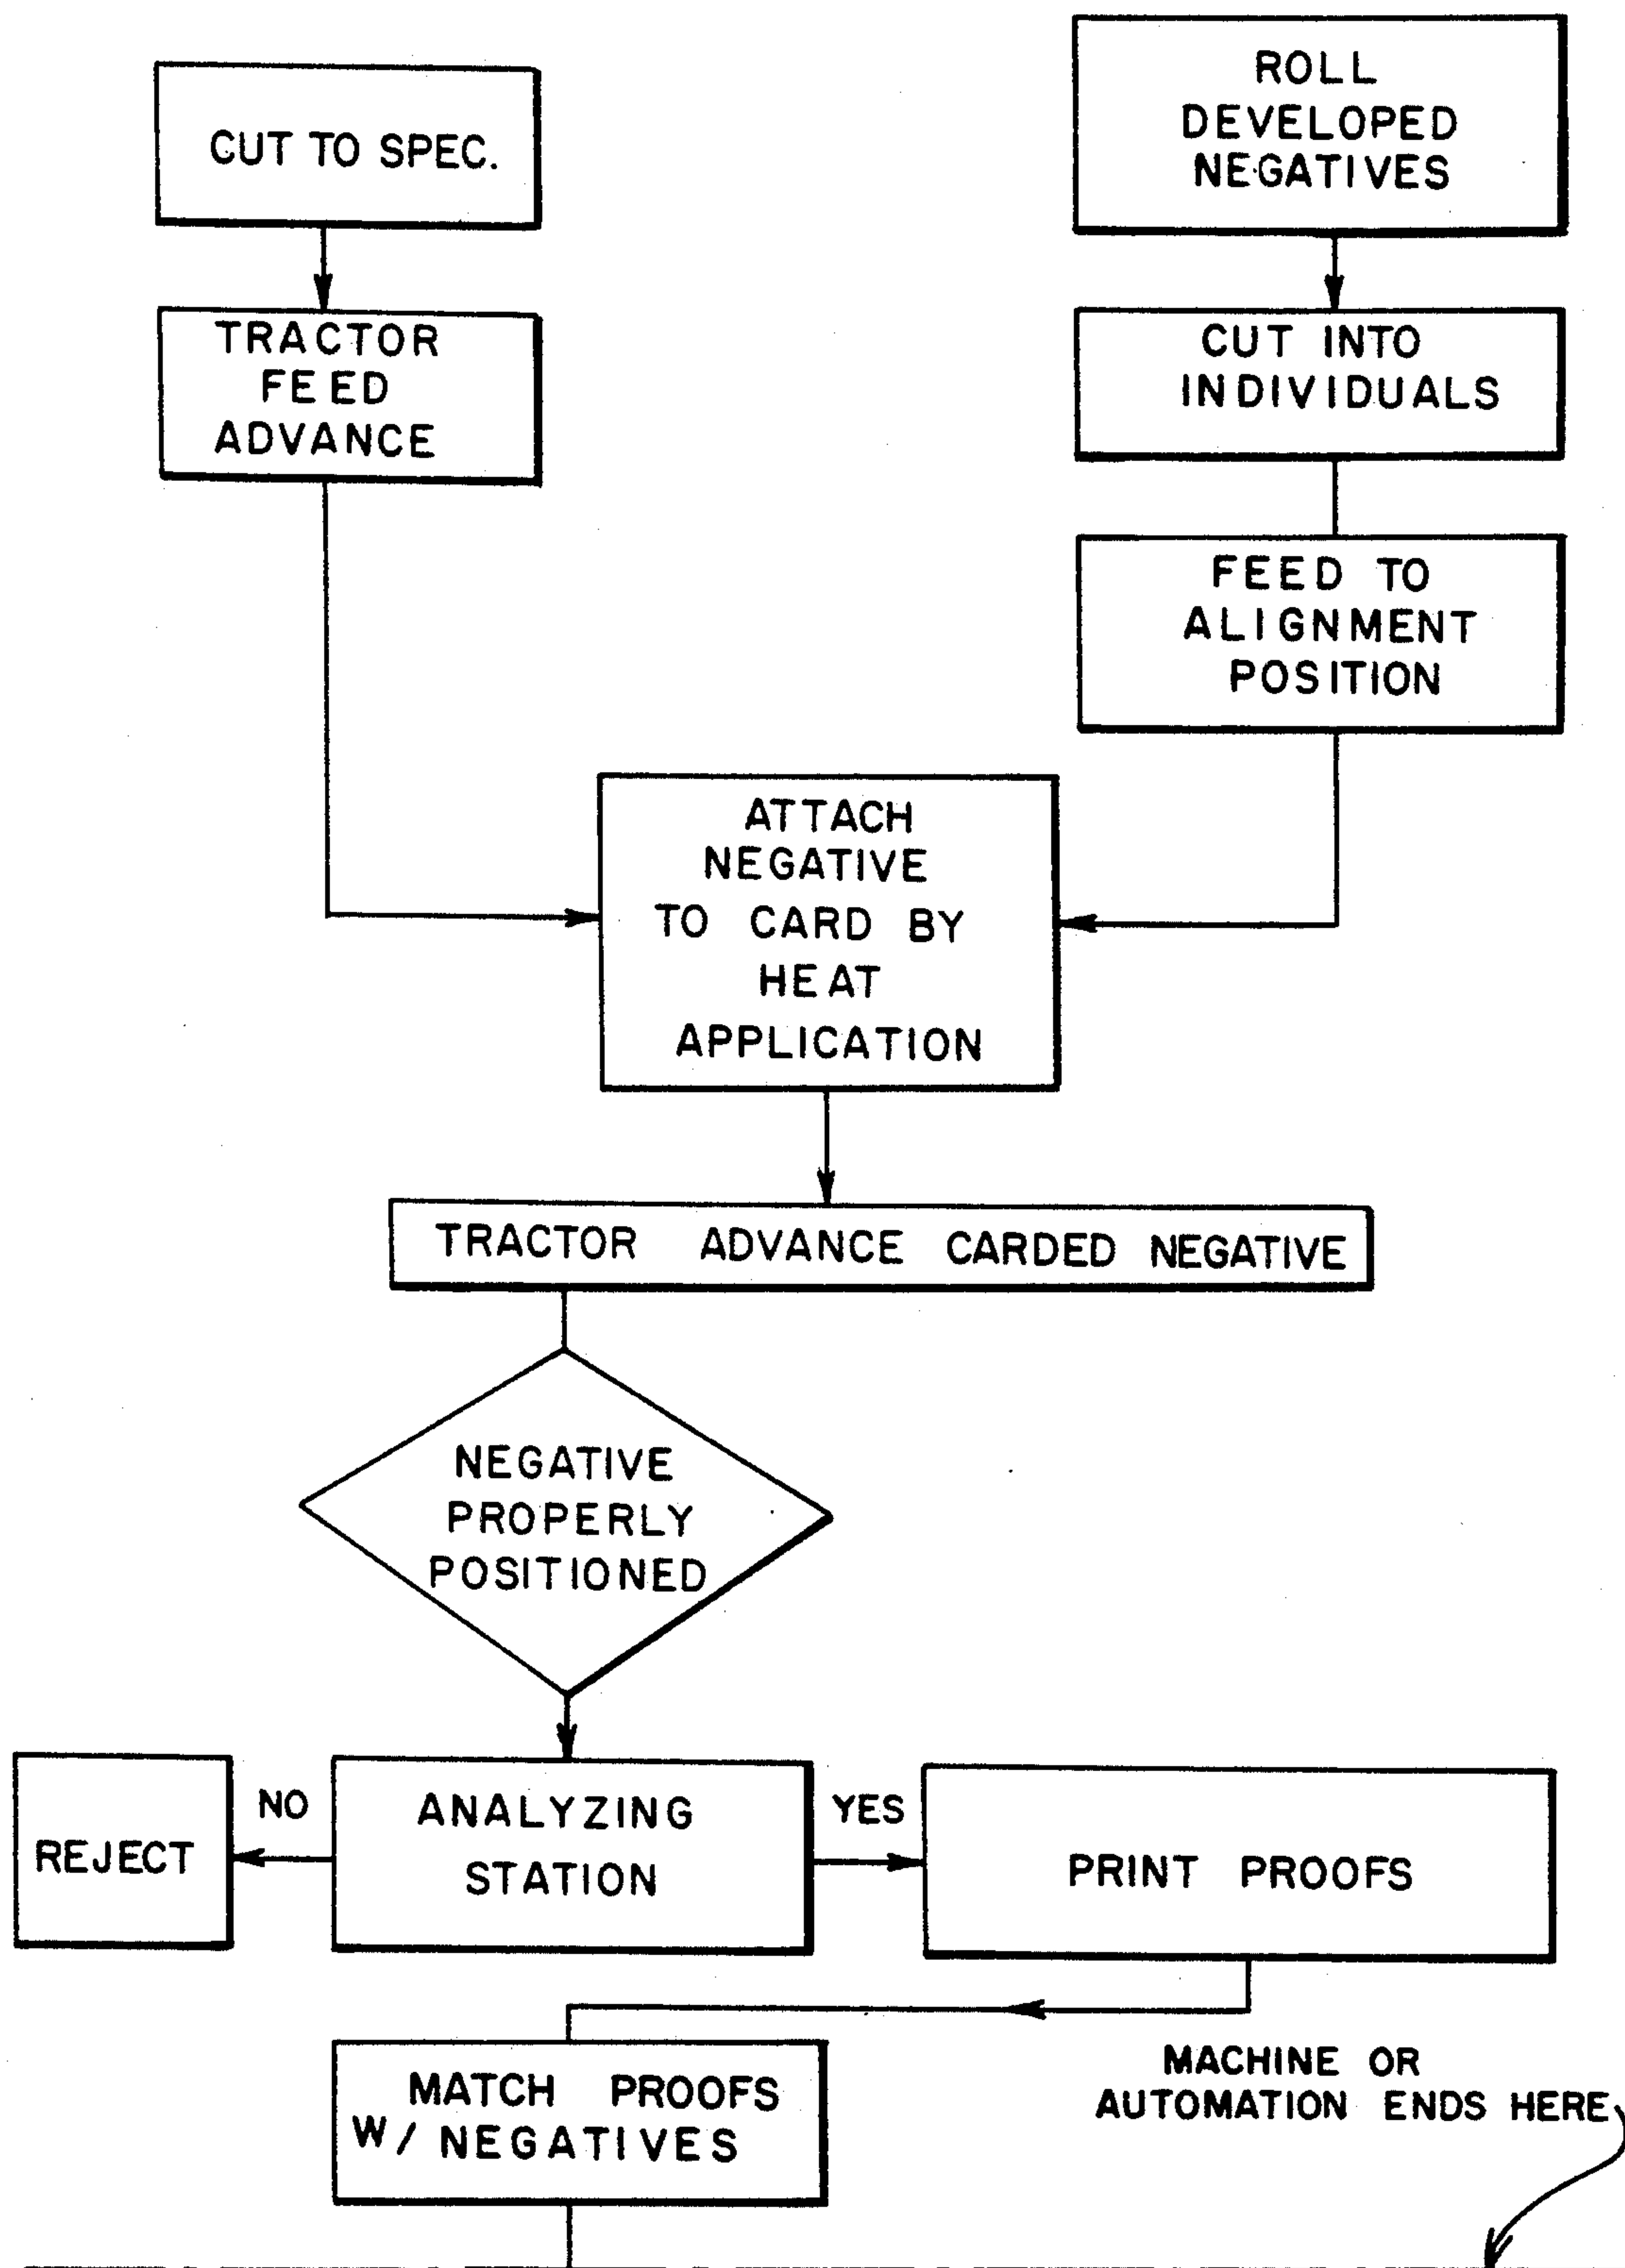 CUT TO SPEC.
ROLL
DEVELOPED
NEGATIVES
TRACTOR
FEED
ADVANCE
CUT INTO
INDIVIDUALS
FEED TO
ALIGNMENT
POSITION
ATTACH
NEGATIVE
TO CARD BY
HEAT
APPLICATION
TRACTOR ADVANCE CARDED NEGATIVE
NEGATIVE
PROPERLY
POSITIONED
REJECT
NO
ANALYZING
STATION
YES
PRINT PROOFS
MATCH PROOFS
W/ NEGATIVES
MACHINE OR
AUTOMATION ENDS HERE